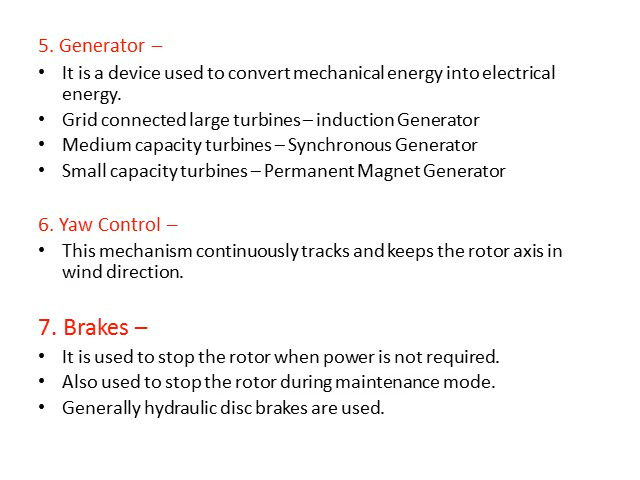 5. Generator –
• It is a device used to convert mechanical energy into electrical
energy.
• Grid connected large turbines – induction Generator
• Medium capacity turbines – Synchronous Generator
• Small capacity turbines – Permanent Magnet Generator
6. Yaw Control –
• This mechanism continuously tracks and keeps the rotor axis in
wind direction.
7. Brakes –
• It is used to stop the rotor when power is not required.
• Also used to stop the rotor during maintenance mode.
• Generally hydraulic disc brakes are used.